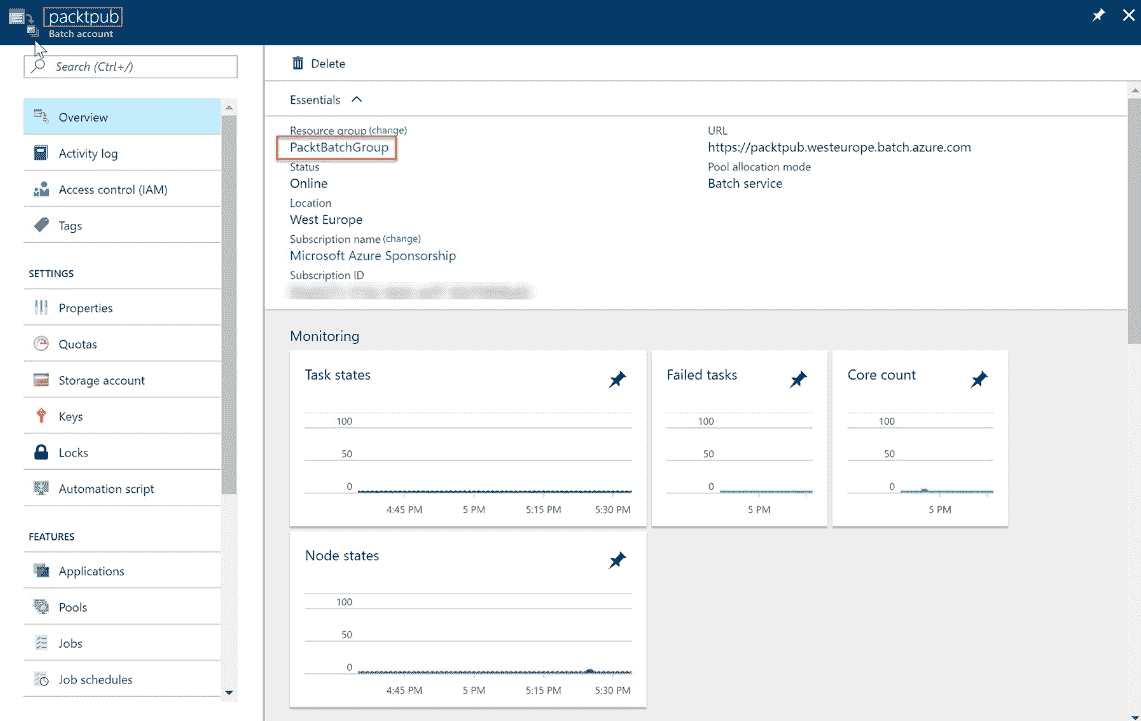 packtpub
Batch account
Search (Ctrl+/)
Overview
Activity log
Access control (IAM)
Tags
SETTINGS
Properties
Quotas
Storage account
Keys
Locks
Automation script
FEATURES
Applications
Pools
Jobs
Job schedules
Delete
Essentials
Resource group (change)
PacktBatchGroup
Status
Online
Location
West Europe
Subscription name (change)
Microsoft Azure Sponsorship
Subscription ID
URL
https://packtpub.westeurope.batch.azure.com
Pool allocation mode
Batch service
Monitoring
Task states
100
50
0
4:45 PM 5 PM 5:15 PM 5:30 PM
Failed tasks
100
50
0
5 PM
Core count
100
50
0
5 PM
Node states
100
50
0
4:45 PM 5 PM 5:15 PM 5:30 PM